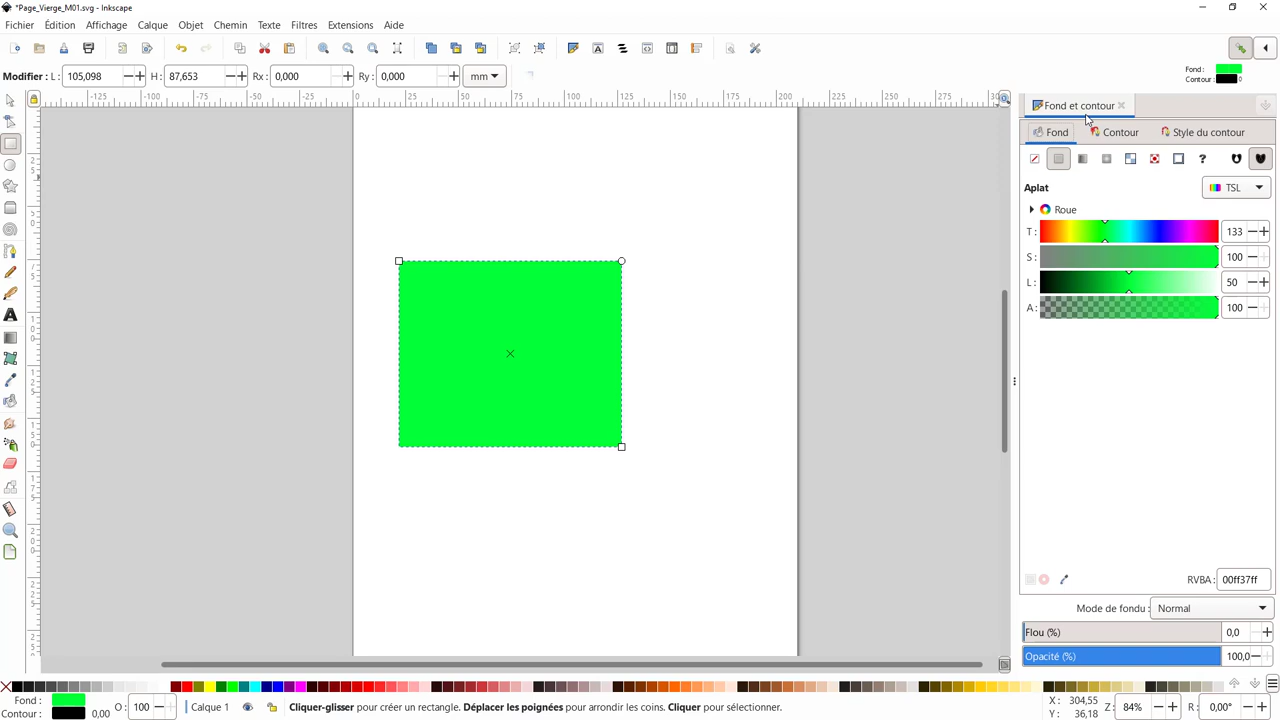 *Page_Vierge_M01.svg - Inkscape
Fichier Édition Affichage Calque Objet Chemin Texte Filtres Extensions Aide
Fond :
Contour : 0
Modifier : L : 105,098 H : 87,653 Rx : 0,000 Ry : 0,000 mm
-125 -100 -75 -50 -25 0 25 50 75 100 125 150 175 200 225 250 275 30
Fond et contour
Fond Contour Style du contour
?
Aplat TSL
Roue
T : 133
S : 100
L : 50
A : 100
RVBA : 00ff37ff
Mode de fondu : Normal
Flou (%) 0,0
Opacité (%) 100,0
Fond :
Contour : 0,00
O : 100
Calque 1
Cliquer-glisser pour créer un rectangle. Déplacer les poignées pour arrondir les coins. Cliquer pour sélectionner.
X : 304,55
Y : 36,18
Z : 84%
R : 0,00°